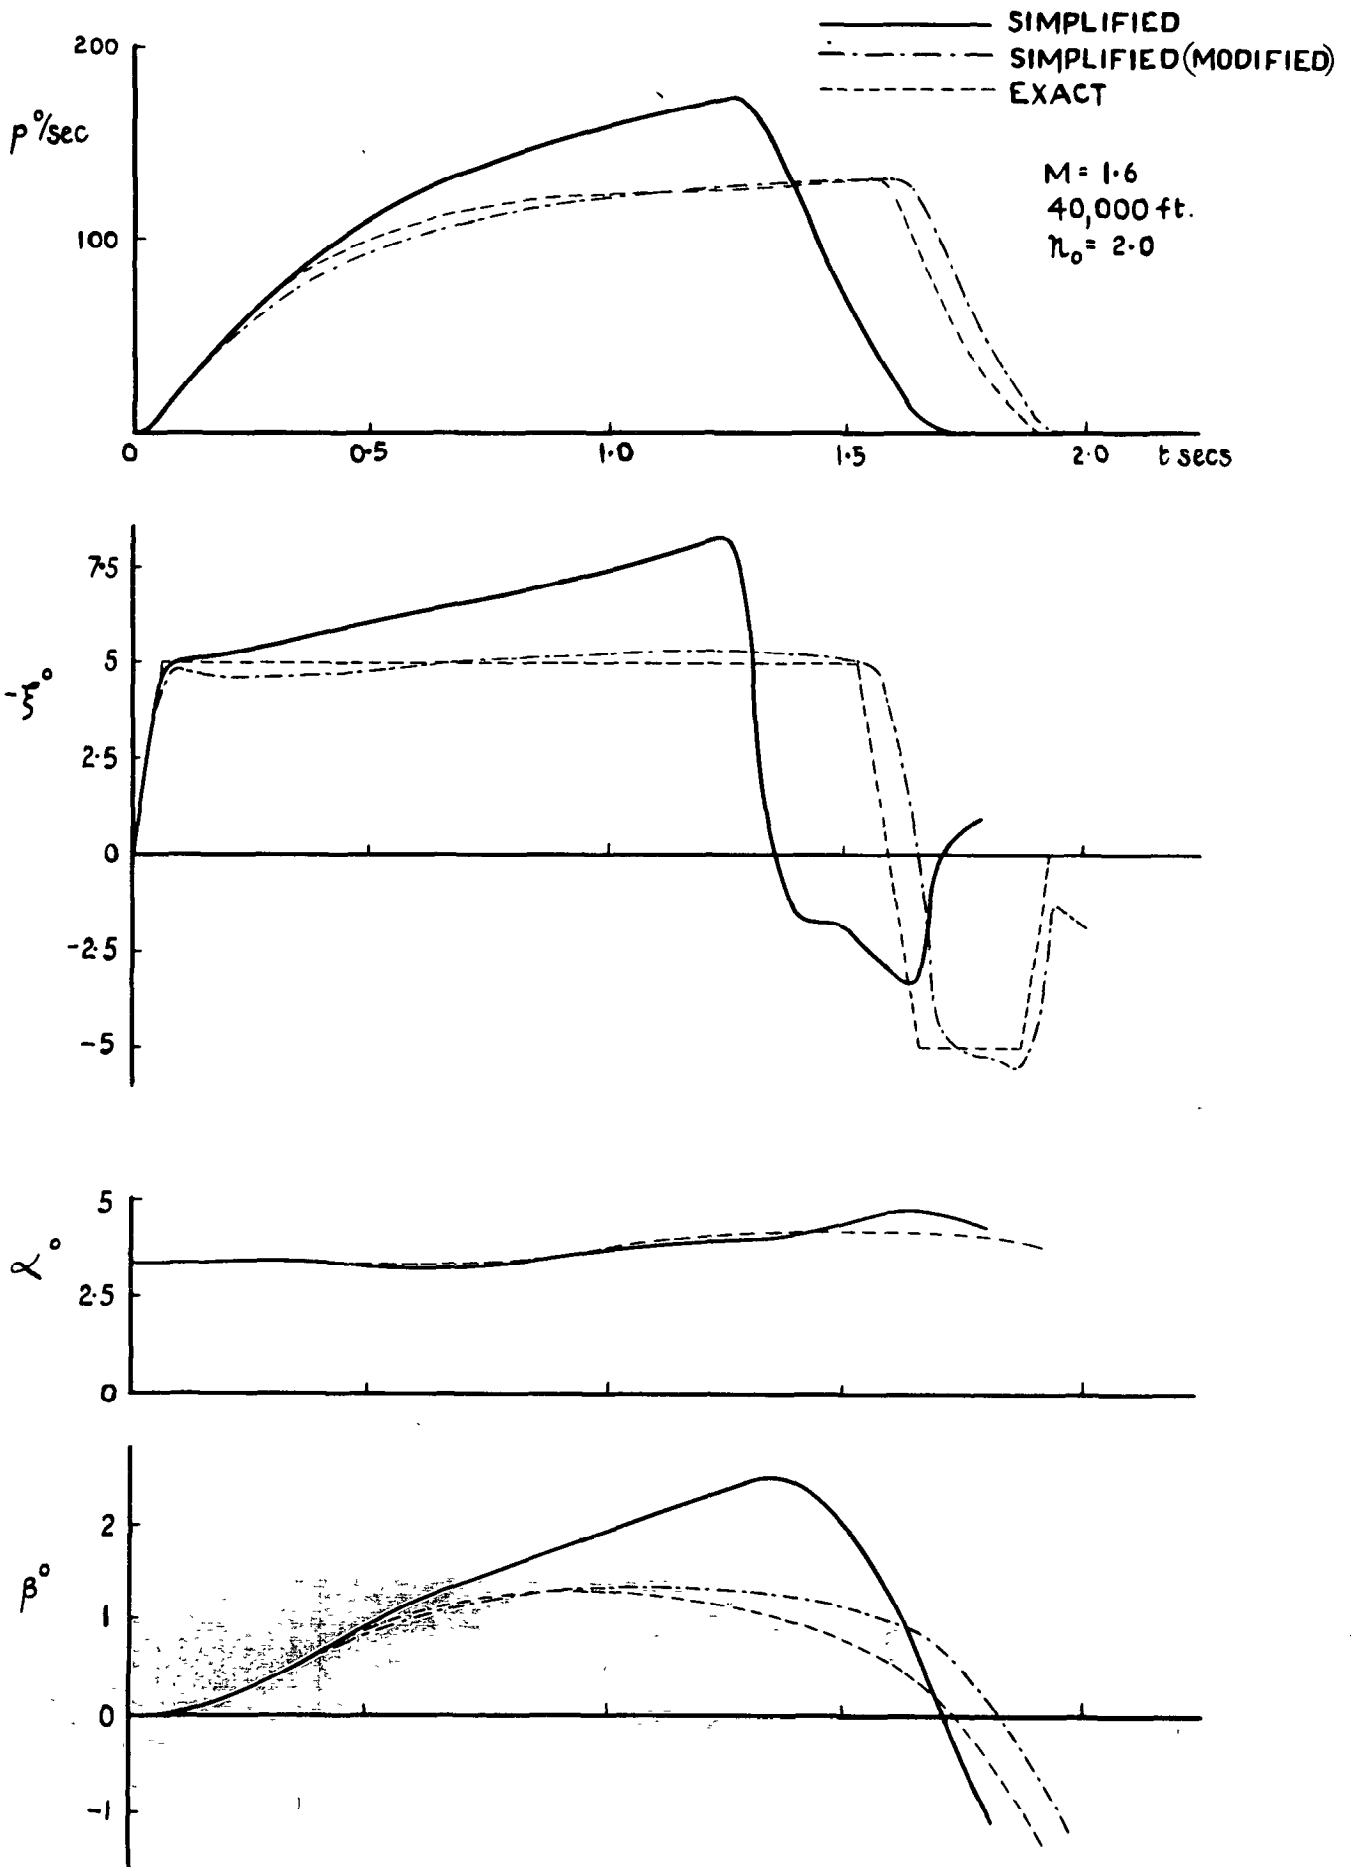 SIMPLIFIED
SIMPLIFIED (MODIFIED)
EXACT
200
p°/sec
100
M = 1·6
40,000 ft.
n₀ = 2·0
0
0·5
1·0
1·5
2·0
t secs
7·5
5
2·5
0
-2·5
-5
-ξ°
5
α°
2·5
0
2
β°
1
0
-1